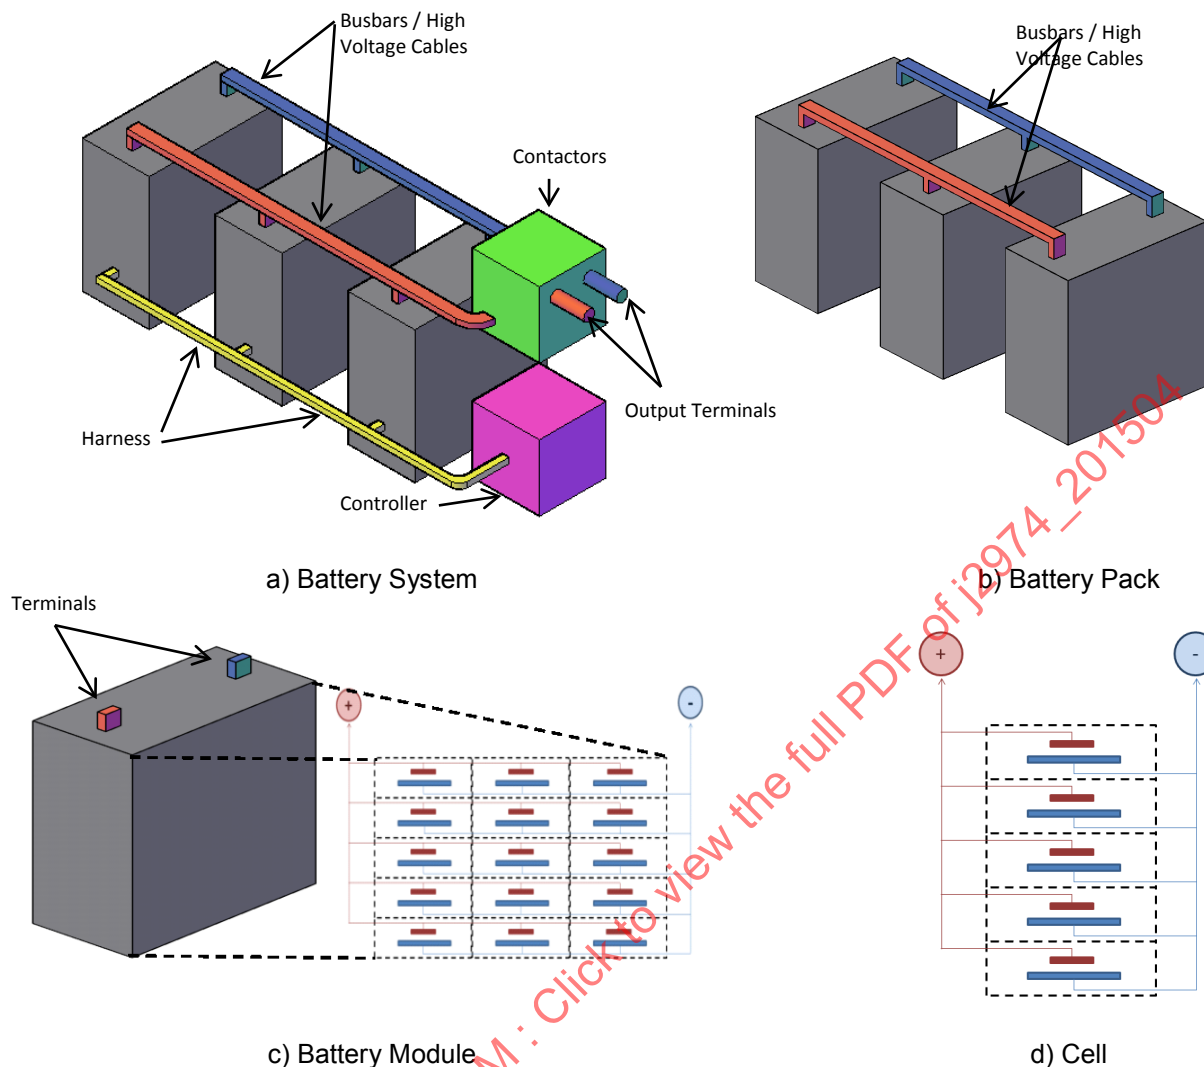 Busbars / High
Voltage Cables
Busbars / High
Voltage Cables
Contactors
Output Terminals
Harness
Controller
a) Battery System
b) Battery Pack
Terminals
+
-
+
-
c) Battery Module
d) Cell
M : Click to view the full PDF of j2974_201504